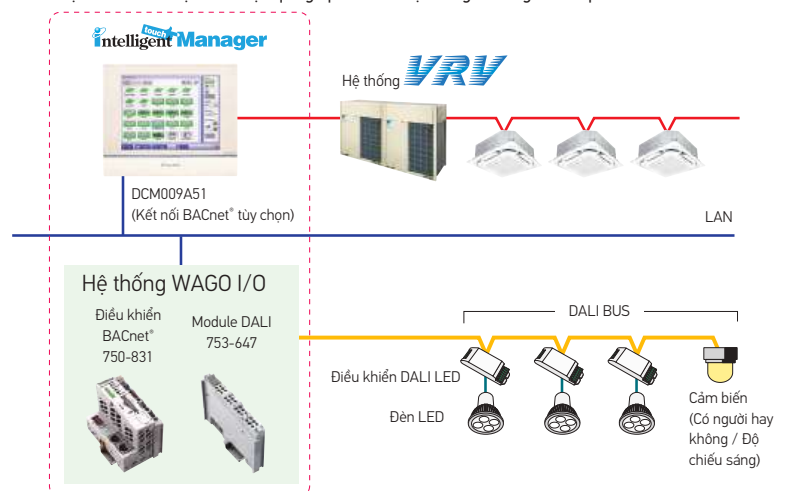 intelligent touch Manager
Hệ thống VRV
DCM009A51
(Kết nối BACnet® tùy chọn)
LAN
Hệ thống WAGO I/O
Điều khiển
BACnet®
750-831
Module DALI
753-647
DALI BUS
Điều khiển DALI LED
Đèn LED
Cảm biến
(Có người hay
không / Độ
chiếu sáng)